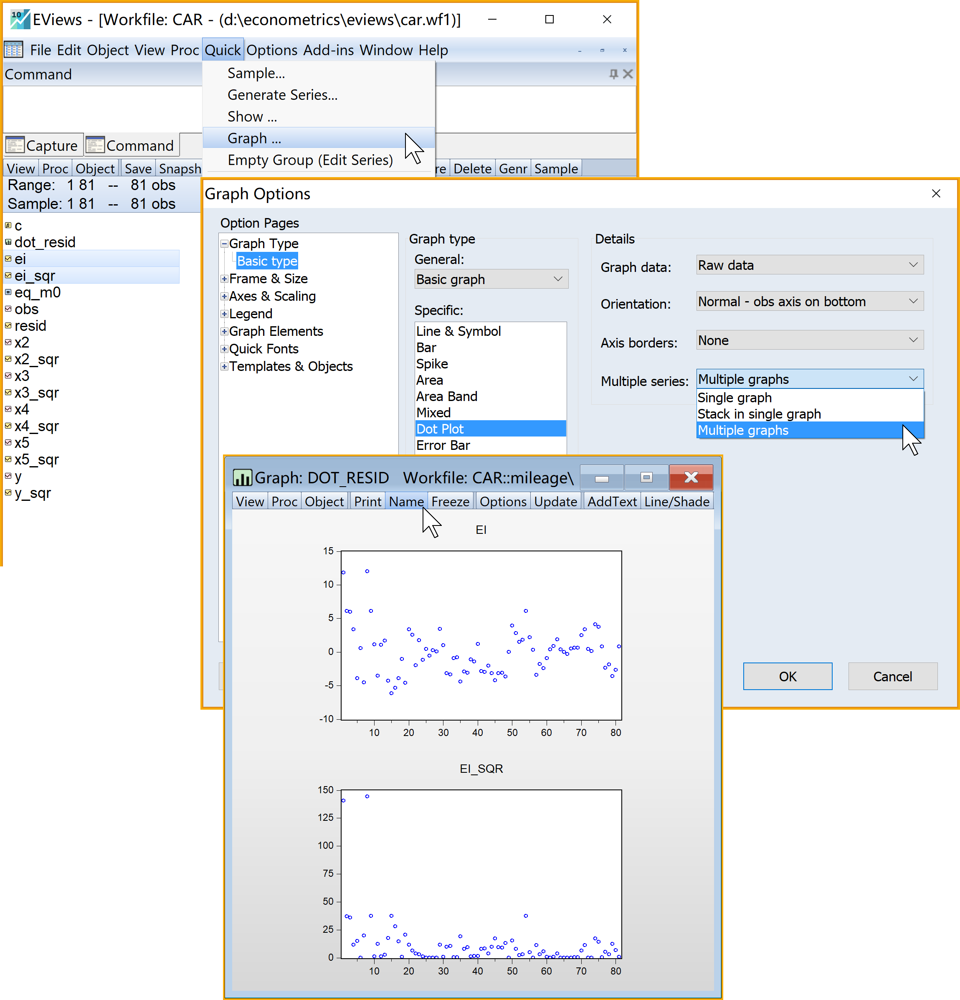 10
EViews - [Workfile: CAR - (d:\econometrics\eviews\car.wf1)]
File Edit Object View Proc Quick Options Add-ins Window Help
Command
Sample...
Generate Series...
Show ...
Graph ...
Empty Group (Edit Series)
Capture Command
View Proc Object Save Snapsh re Delete Genr Sample
Range: 1 81 -- 81 obs
Sample: 1 81 -- 81 obs
c
dot_resid
ei
ei_sqr
eq_m0
obs
resid
x2
x2_sqr
x3
x3_sqr
x4
x4_sqr
x5
x5_sqr
y
y_sqr
Graph Options
Option Pages
Graph Type
Basic type
Frame & Size
Axes & Scaling
Legend
Graph Elements
Quick Fonts
Templates & Objects
Graph type
General:
Basic graph
Specific:
Line & Symbol
Bar
Spike
Area
Area Band
Mixed
Dot Plot
Error Bar
Details
Graph data: Raw data
Orientation: Normal - obs axis on bottom
Axis borders: None
Multiple series: Multiple graphs
Single graph
Stack in single graph
Multiple graphs
OK Cancel
Graph: DOT_RESID Workfile: CAR::mileage\
View Proc Object Print Name Freeze Options Update AddText Line/Shade
EI
15
10
5
0
-5
-10
10 20 30 40 50 60 70 80
EI_SQR
150
125
100
75
50
25
0
10 20 30 40 50 60 70 80